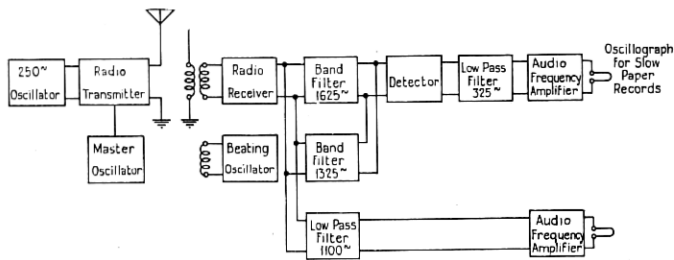 250~
Oscillator
Radio
Transmitter
Master
Oscillator
Radio
Receiver
Beating
Oscillator
Band
Filter
1625~
Band
Filter
1325~
Low Pass
Filter
1100~
Detector
Low Pass
Filter
325~
Audio
Frequency
Amplifier
Oscillograph
for Slow
Paper
Records
Audio
Frequency
Amplifier